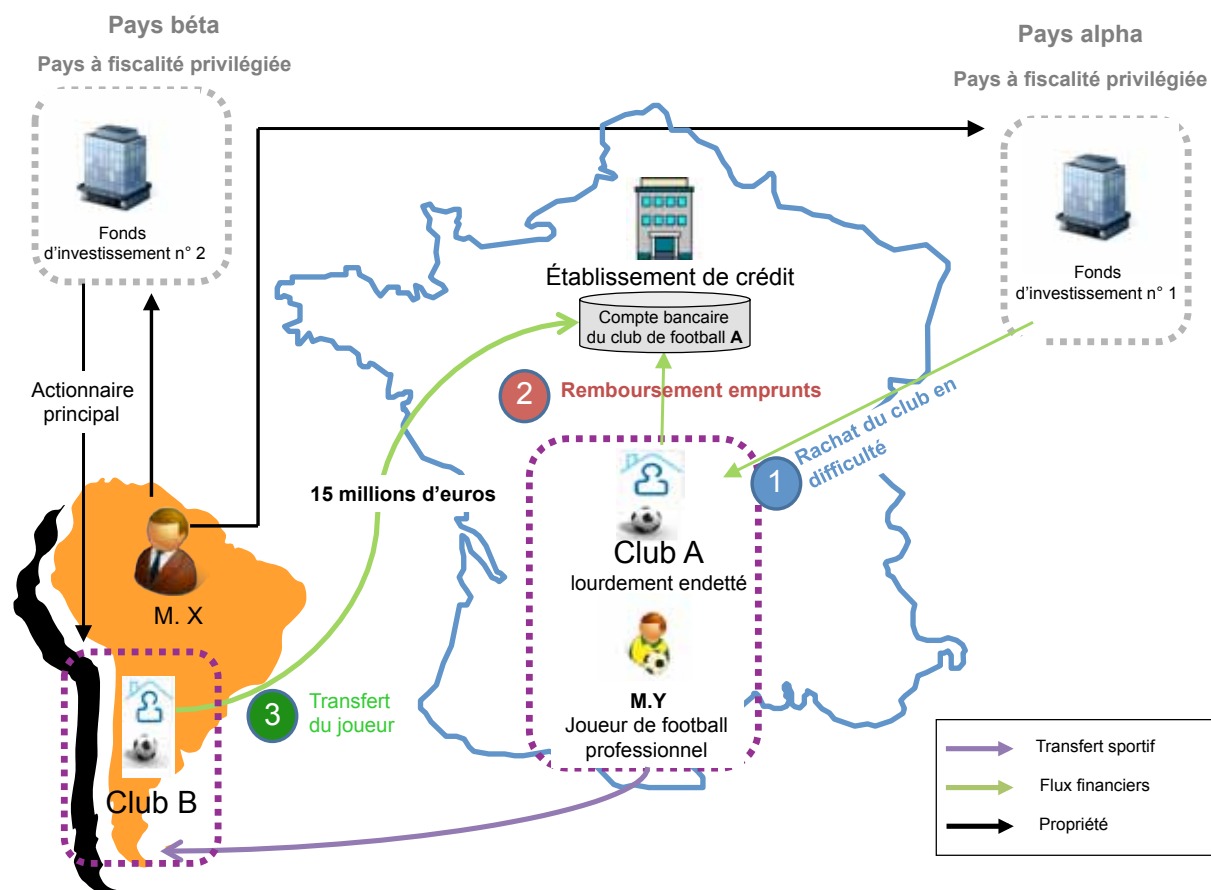 Pays béta
Pays à fiscalité privilégiée
Fonds
d'investissement n° 2
Pays alpha
Pays à fiscalité privilégiée
Fonds
d'investissement n° 1
Établissement de crédit
Compte bancaire
du club de football A
2
Remboursement emprunts
1
Rachat du club en
difficulté
Actionnaire
principal
15 millions d'euros
Club A
lourdement endetté
M. X
M.Y
Joueur de football
professionnel
3
Transfert
du joueur
Club B
Transfert sportif
Flux financiers
Propriété